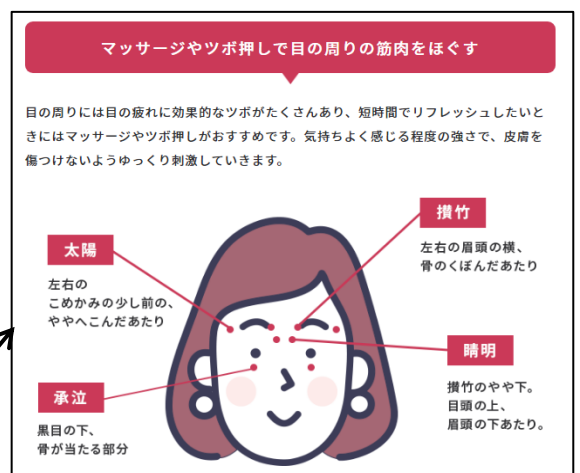 マッサージやツボ押しで目の周りの筋肉をほぐす
目の周りには目の疲れに効果的なツボがたくさんあり、短時間でリフレッシュしたいと
きにはマッサージやツボ押しがおすすめです。気持ちよく感じる程度の強さで、皮膚を
傷つけないようゆっくり刺激していきます。
攅竹
左右の眉頭の横、
骨のくぼんだあたり
太陽
左右の
こめかみの少し前の、
ややへこんだあたり
睛明
攅竹のやや下。
目頭の上、
眉頭の下あたり。
承泣
黒目の下、
骨が当たる部分